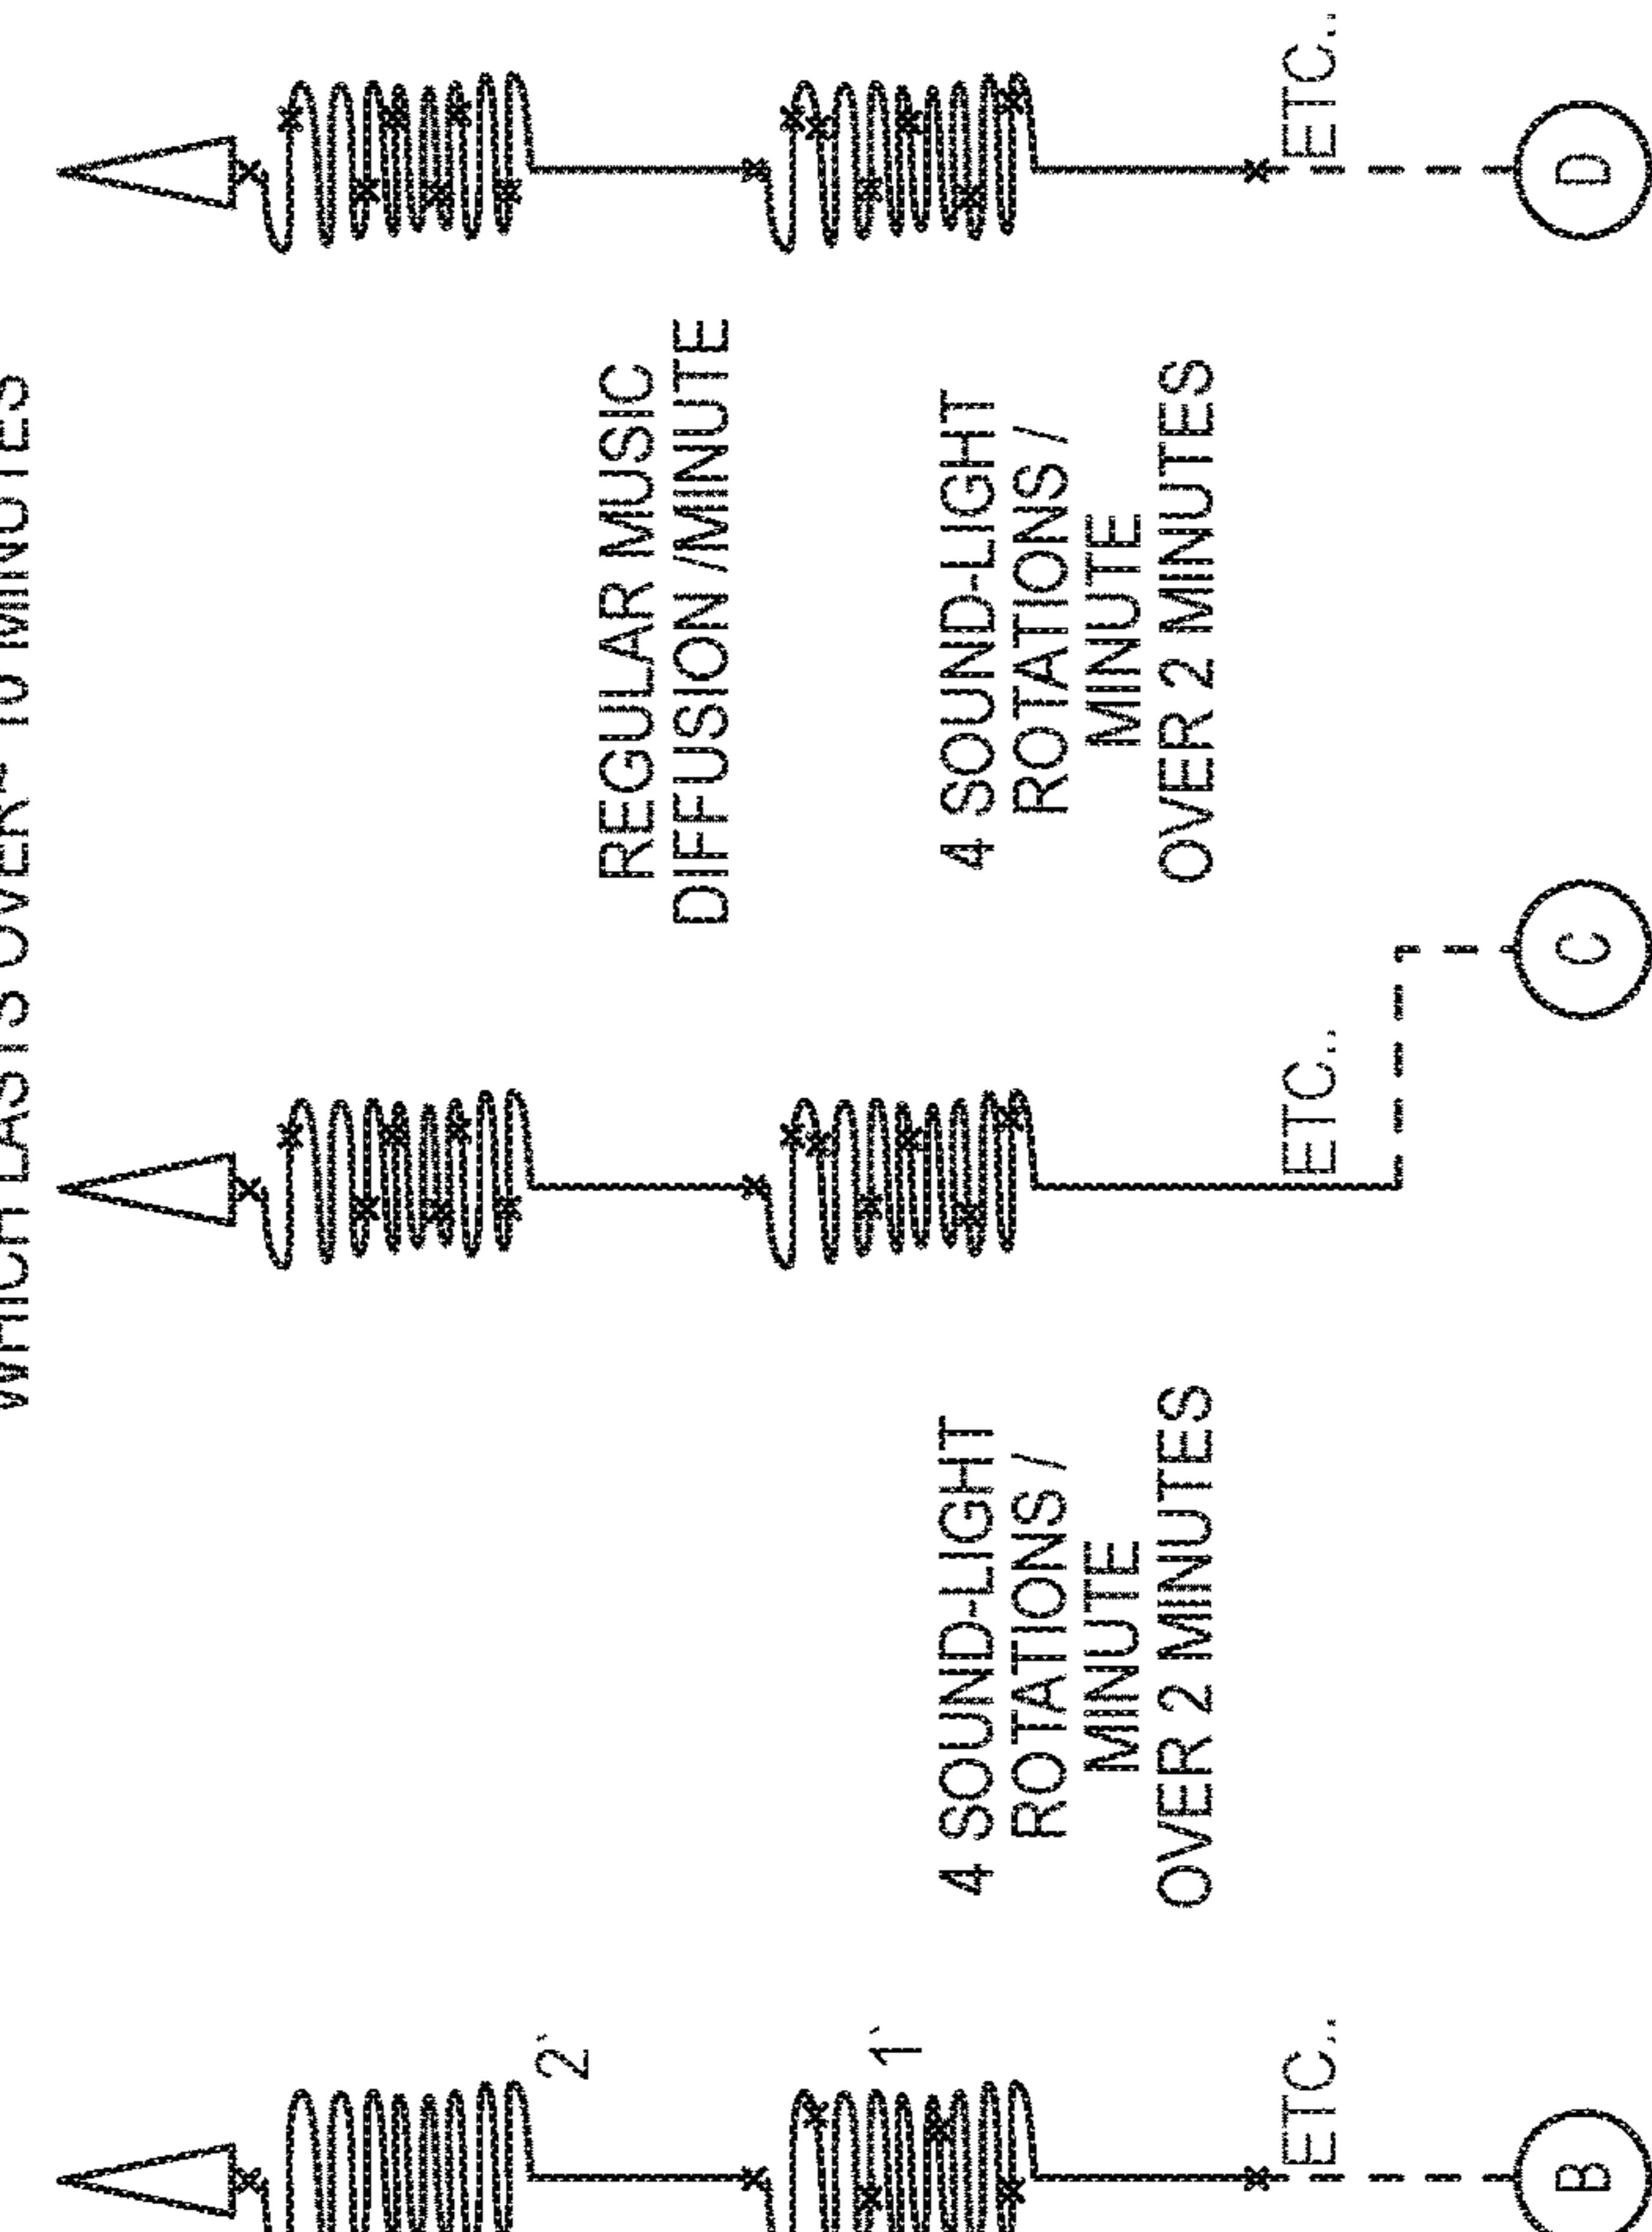 WHICH LASTS OVER≈ 10 MINUTES
2'
REGULAR MUSIC
DIFFUSION /MINUTE
1'
4 SOUND-LIGHT
ROTATIONS /
MINUTE
OVER 2 MINUTES
4 SOUND-LIGHT
ROTATIONS /
MINUTE
OVER 2 MINUTES
ETC..
ETC..
ETC..
B
C
D